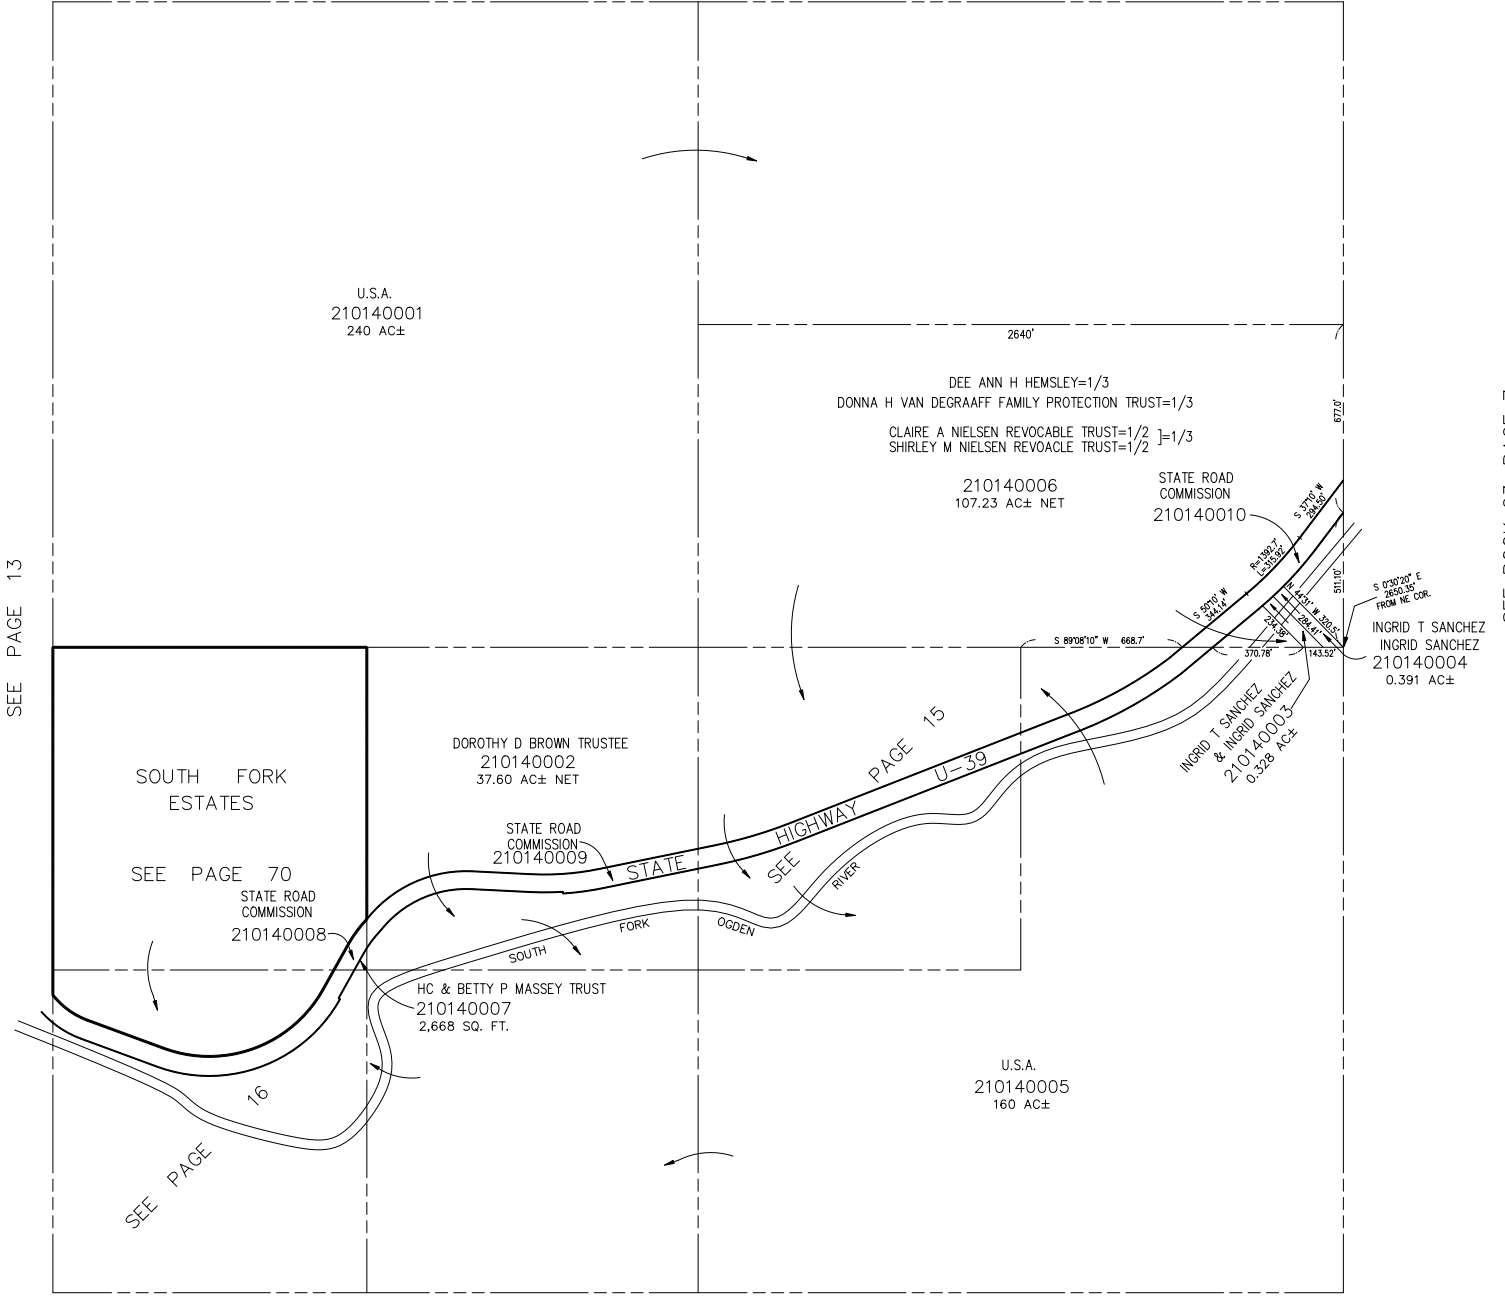 U.S.A.
210140001
240 AC±
2640'
DEE ANN H HEMSLEY=1/3
DONNA H VAN DEGRAAFF FAMILY PROTECTION TRUST=1/3
CLAIRE A NIELSEN REVOCABLE TRUST=1/2 ]=1/3
SHIRLEY M NIELSEN REVOACLE TRUST=1/2
210140006
107.23 AC± NET
STATE ROAD
COMMISSION
210140010
677.0'
S 37°10' W
294.50'
R=1392.7'
L=315.92'
S 50°10' W
344.14'
511.10'
S 0°30'20" E
2650.35'
FROM NE COR.
N 44°31' W 320.5'
284.41'
234.38'
INGRID T SANCHEZ
INGRID SANCHEZ
210140004
0.391 AC±
S 89°08'10" W 668.7'
370.78'
143.52'
INGRID T SANCHEZ
& INGRID SANCHEZ
210140003
0.328 AC±
SEE PAGE 13
SOUTH FORK
ESTATES
SEE PAGE 70
STATE ROAD
COMMISSION
210140008
DOROTHY D BROWN TRUSTEE
210140002
37.60 AC± NET
STATE ROAD
COMMISSION
210140009
STATE HIGHWAY U-39
SEE PAGE 15
SOUTH FORK OGDEN RIVER
HC & BETTY P MASSEY TRUST
210140007
2,668 SQ. FT.
U.S.A.
210140005
160 AC±
SEE PAGE 16